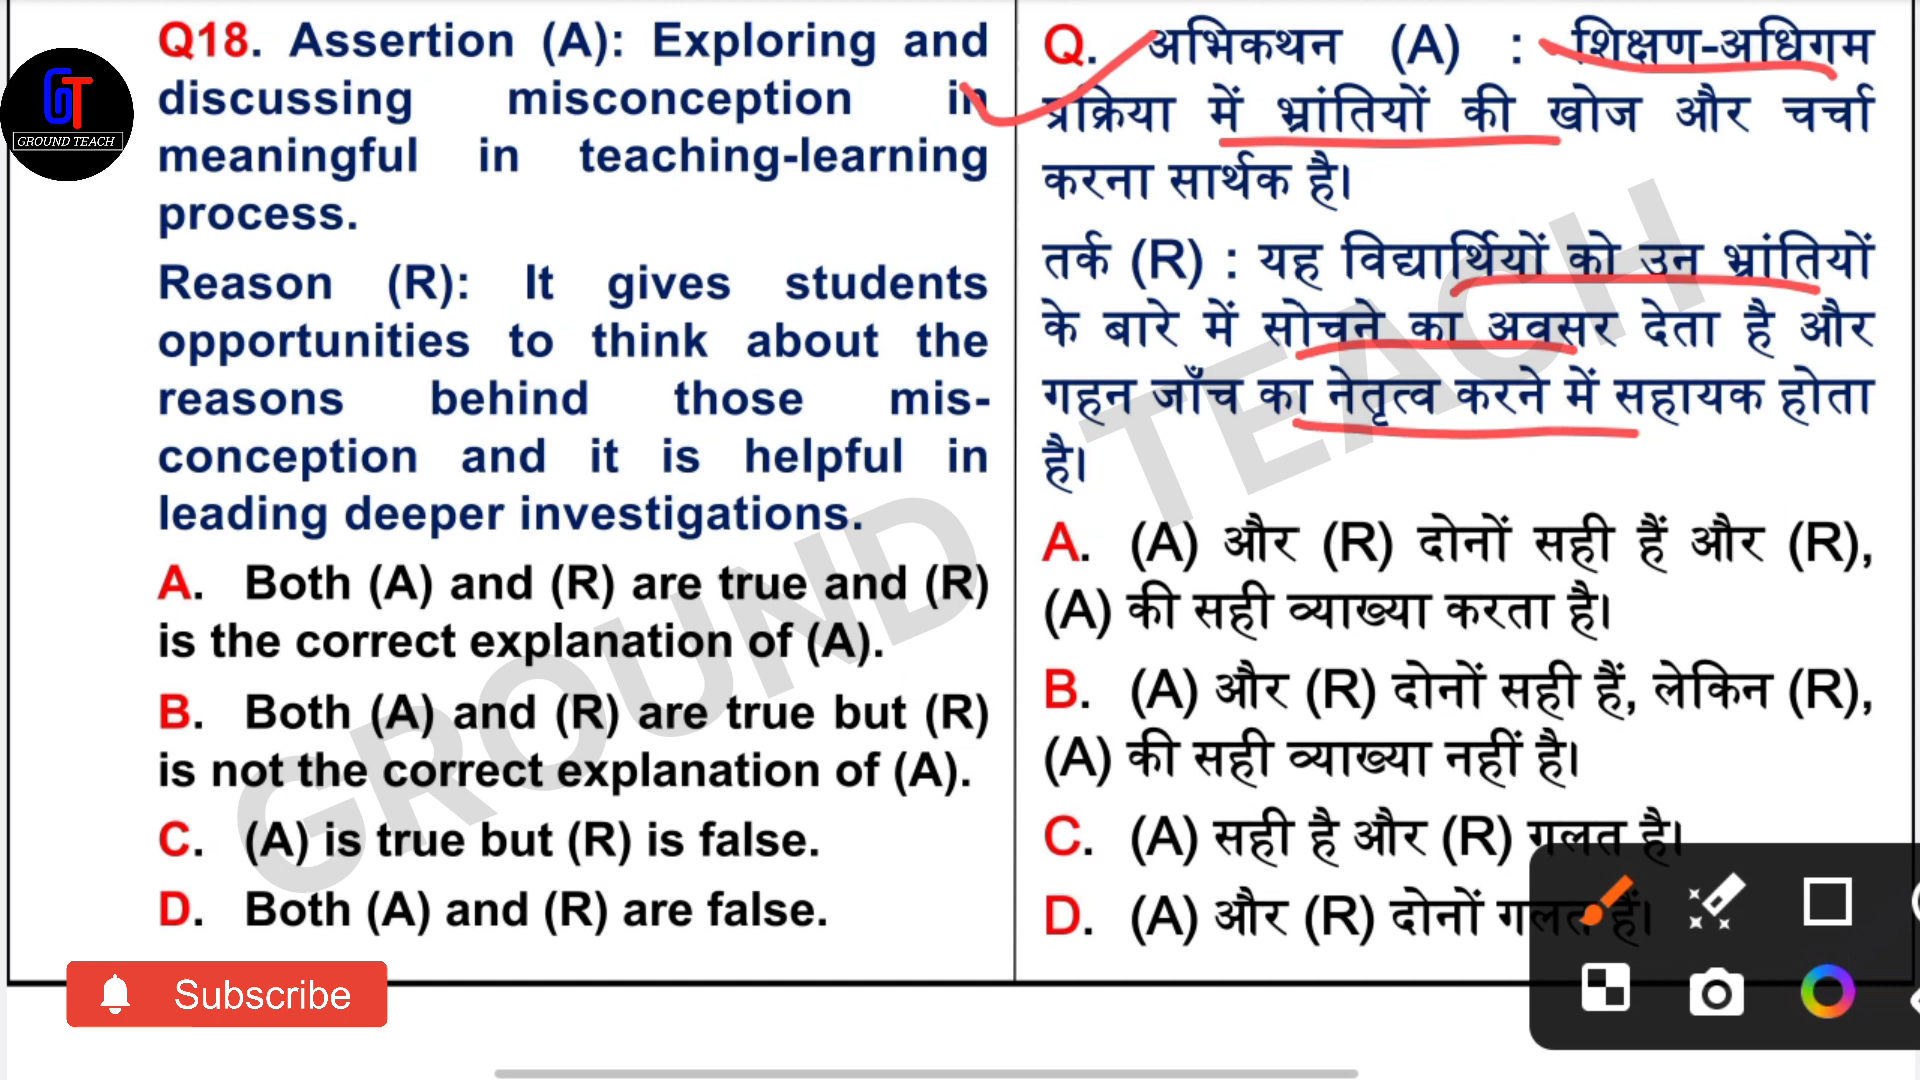 GT
GROUND TEACH
Q18. Assertion (A): Exploring and
discussing misconception in
meaningful in teaching-learning
process.
Reason (R): It gives students
opportunities to think about the
reasons behind those mis-
conception and it is helpful in
leading deeper investigations.
A. Both (A) and (R) are true and (R)
is the correct explanation of (A).
B. Both (A) and (R) are true but (R)
is not the correct explanation of (A).
C. (A) is true but (R) is false.
D. Both (A) and (R) are false.
Q. अभिकथन (A) : शिक्षण-अधिगम
प्रक्रिया में भ्रांतियों की खोज और चर्चा
करना सार्थक है।
तर्क (R) : यह विद्यार्थियों को उन भ्रांतियों
के बारे में सोचने का अवसर देता है और
गहन जाँच का नेतृत्व करने में सहायक होता
है।
A. (A) और (R) दोनों सही हैं और (R),
(A) की सही व्याख्या करता है।
B. (A) और (R) दोनों सही हैं, लेकिन (R),
(A) की सही व्याख्या नहीं है।
C. (A) सही है और (R) गलत है।
D. (A) और (R) दोनों गलत हैं।
GROUND TEACH
Subscribe